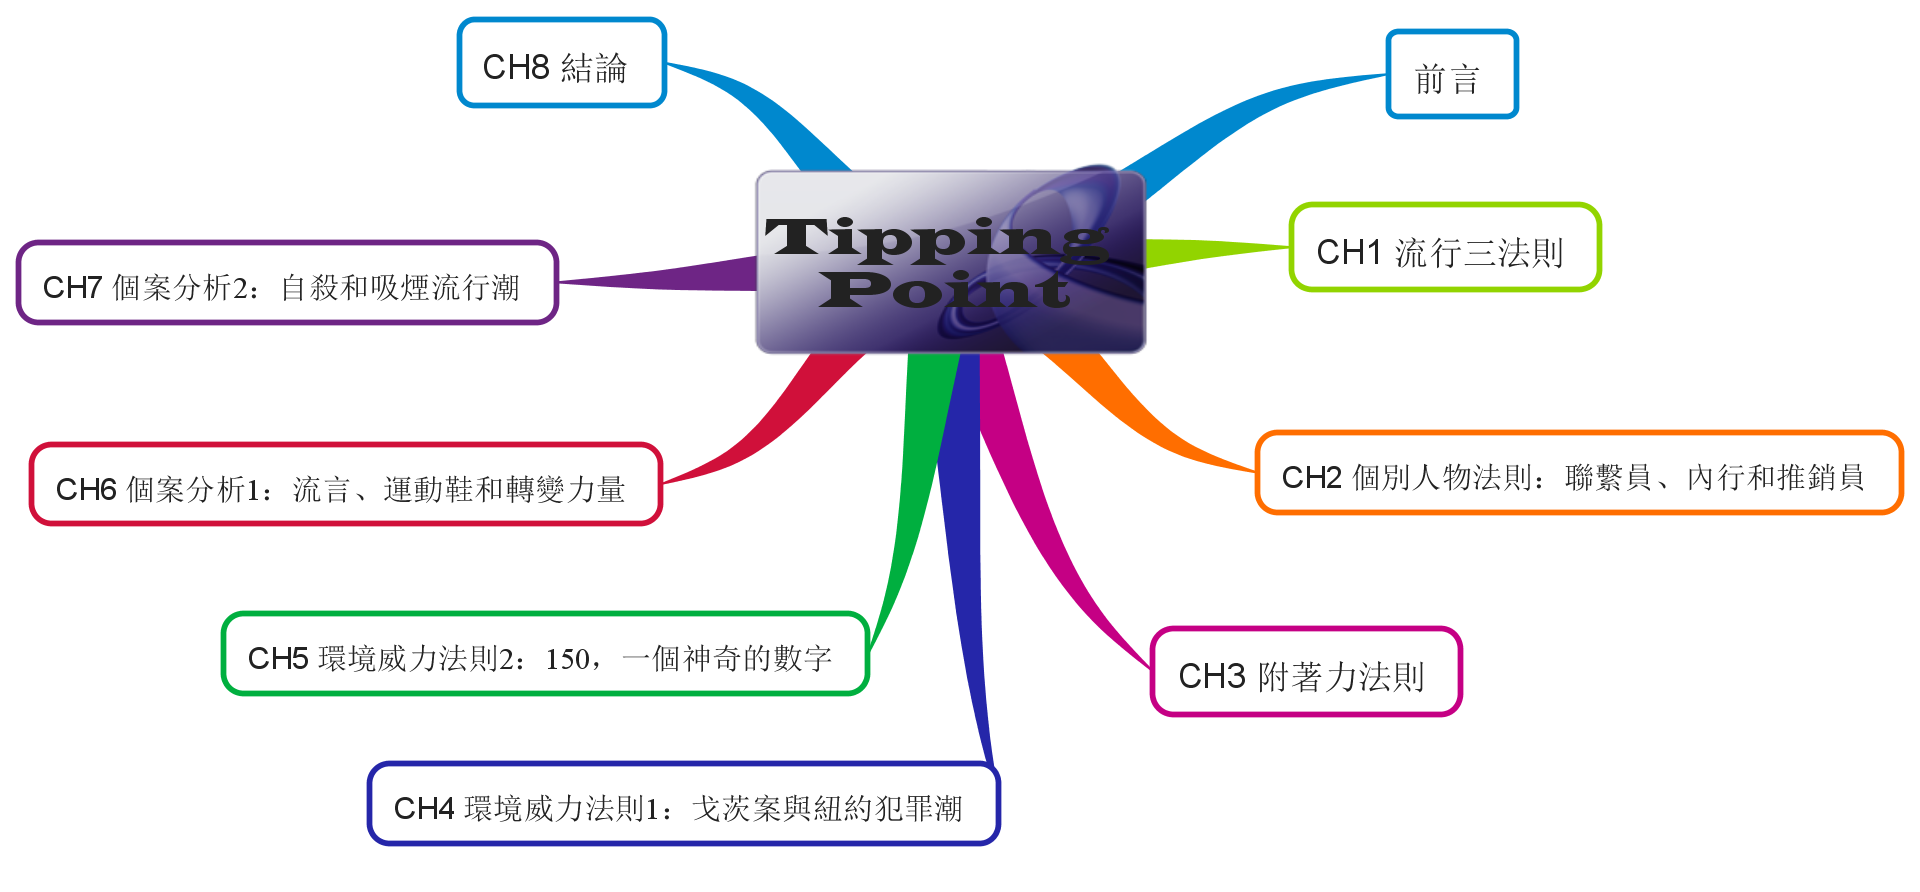 Tipping
Point
前言
CH1 流行三法則
CH2 個別人物法則：聯繫員、內行和推銷員
CH3 附著力法則
CH4 環境威力法則1：戈茨案與紐約犯罪潮
CH5 環境威力法則2：150，一個神奇的數字
CH6 個案分析1：流言、運動鞋和轉變力量
CH7 個案分析2：自殺和吸煙流行潮
CH8 結論